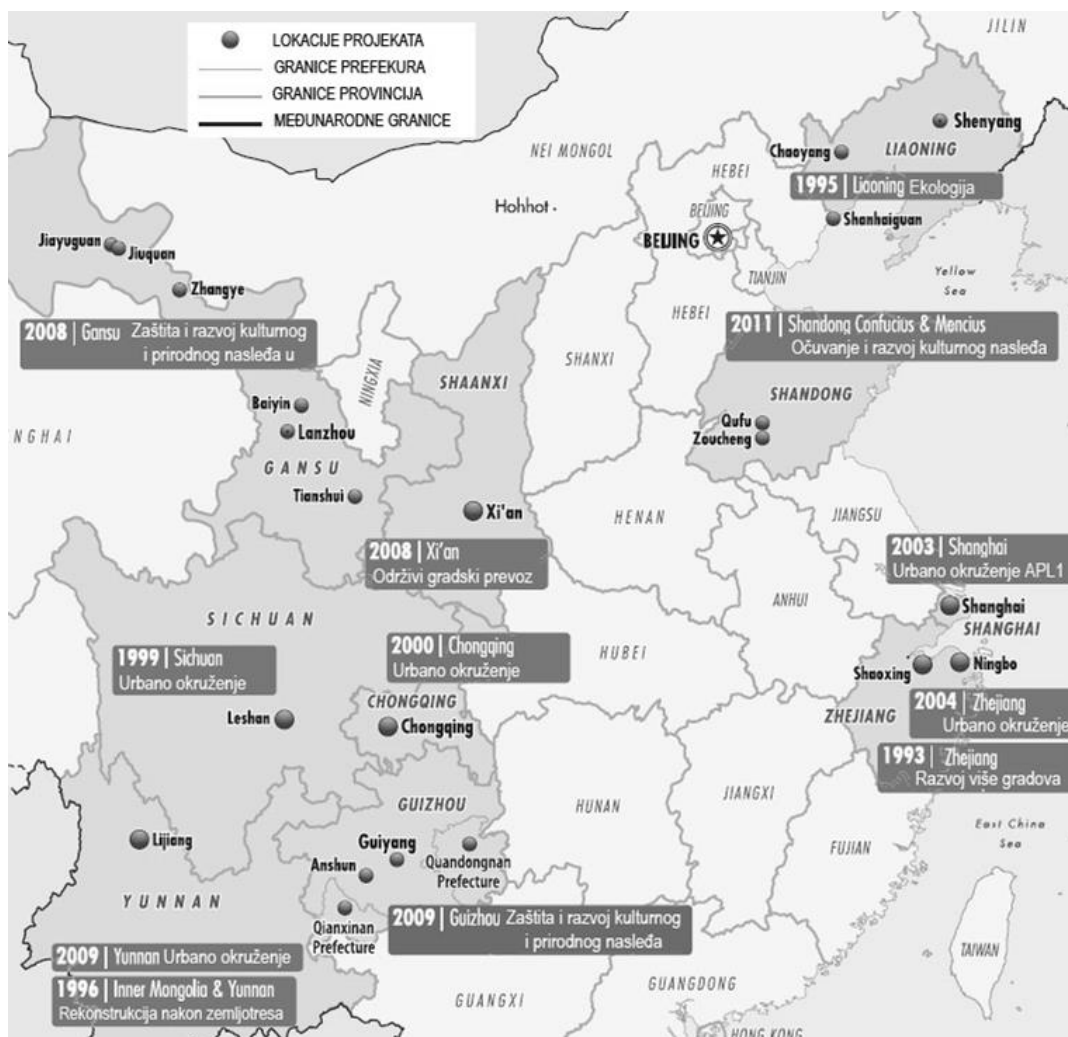 LOKACIJE PROJEKATA
GRANICE PREFEKURA
GRANICE PROVINCIJA
MEĐUNARODNE GRANICE
JILIN
Shenyang
Chaoyang
LIAONING
NEI MONGOL
HEBEI
1995 | Liaoning Ekologija
Hohhot
BEIJING
Shanhaiguan
BEIJING
Jiayuguan
Jiuquan
TIANJIN
Yellow
Sea
Zhangye
HEBEI
2008 | Gansu Zaštita i razvoj kulturnog
i prirodnog nasleđa u
2011 | Shandong Confucius & Mencius
Očuvanje i razvoj kulturnog nasleđa
SHANXI
NINGXIA
SHAANXI
SHANDONG
Baiyin
Qufu
Lanzhou
Zoucheng
NGHAI
GANSU
Tianshui
Xi'an
HENAN
JIANGSU
2008 | Xi'an
Održivi gradski prevoz
2003 | Shanghai
Urbano okruženje APL1
ANHUI
Shanghai
SICHUAN
SHANGHAI
1999 | Sichuan
Urbano okruženje
2000 | Chongqing
Urbano okruženje
HUBEI
Shaoxing
Ningbo
CHONGQING
2004 | Zhejiang
Urbano okruženje
Leshan
Chongqing
ZHEJIANG
1993 | Zhejiang
Razvoj više gradova
GUIZHOU
HUNAN
JIANGXI
East China
Sea
Lijiang
Guiyang
FUJIAN
Anshun
Quandongnan
Prefecture
YUNNAN
Qianxinan
Prefecture
2009 | Guizhou Zaštita i razvoj kulturnog
i prirodnog nasleđa
2009 | Yunnan Urbano okruženje
TAIWAN
1996 | Inner Mongolia & Yunnan
Rekonstrukcija nakon zemljotresa
GUANGXI
GUANGDONG
HONG KONG